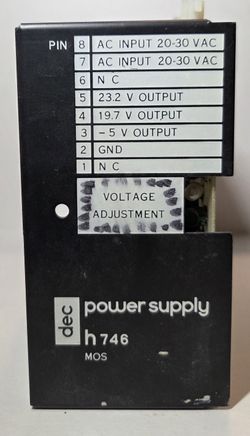 PIN 8 AC INPUT 20-30 VAC
7 AC INPUT 20-30 VAC
6 N C
5 23.2 V OUTPUT
4 19.7 V OUTPUT
3 -5 V OUTPUT
2 GND
1 N C
VOLTAGE
ADJUSTMENT
dec power supply
h746
MOS